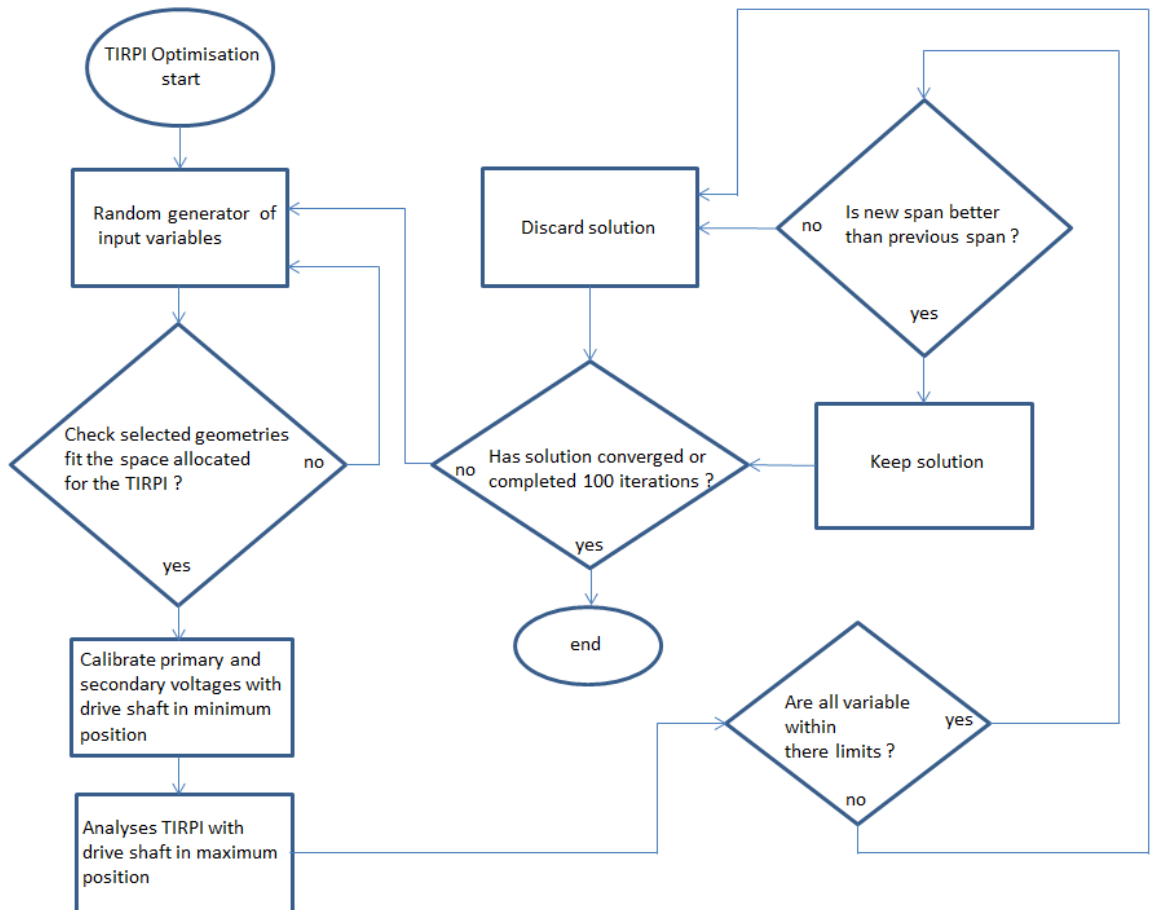 TIRPI Optimisation
start
Random generator of
input variables
Check selected geometries
fit the space allocated
for the TIRPI ?
no
yes
Calibrate primary and
secondary voltages with
drive shaft in minimum
position
Analyses TIRPI with
drive shaft in maximum
position
Discard solution
Has solution converged or
completed 100 iterations ?
no
yes
end
Is new span better
than previous span ?
no
yes
Keep solution
Are all variable
within
there limits ?
yes
no